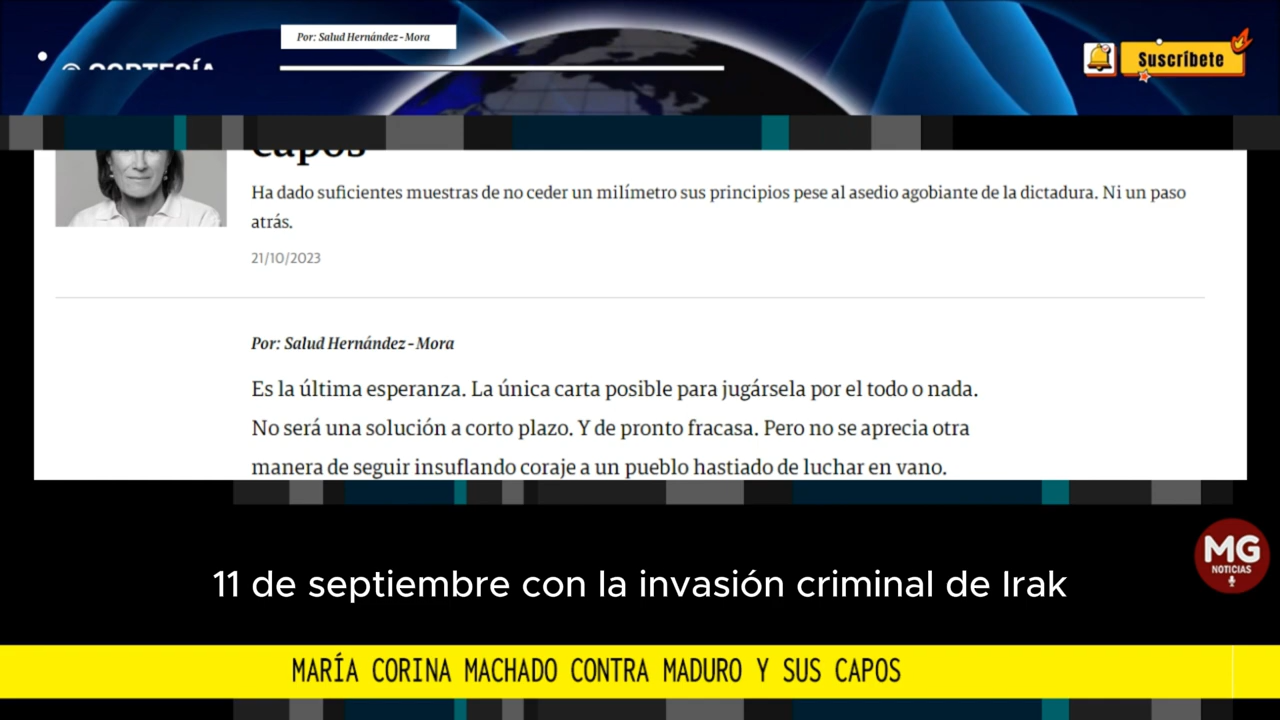 Por: Salud Hernández-Mora
© CORTESÍA
Suscríbete
capos
Ha dado suficientes muestras de no ceder un milímetro sus principios pese al asedio agobiante de la dictadura. Ni un paso
atrás.
21/10/2023
Por: Salud Hernández-Mora
Es la última esperanza. La única carta posible para jugársela por el todo o nada.
No será una solución a corto plazo. Y de pronto fracasa. Pero no se aprecia otra
manera de seguir insuflando coraje a un pueblo hastiado de luchar en vano.
MG
NOTICIAS
11 de septiembre con la invasión criminal de Irak
MARÍA CORINA MACHADO CONTRA MADURO Y SUS CAPOS